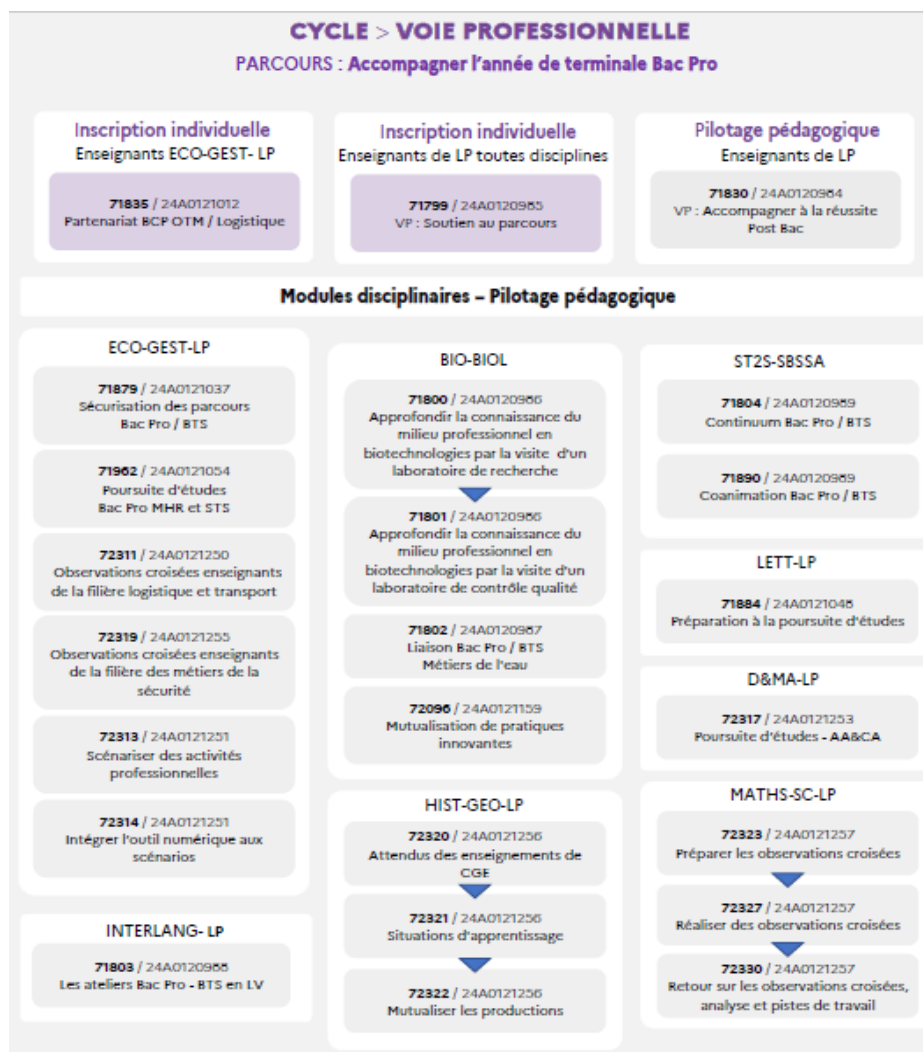 CYCLE > VOIE PROFESSIONNELLE
PARCOURS : Accompagner l'année de terminale Bac Pro
Inscription individuelle
Enseignants ECO-GEST- LP
71835 / 24A0121012
Partenariat BCP OTM / Logistique
Inscription individuelle
Enseignants de LP toutes disciplines
71799 / 24A0120985
VP : Soutien au parcours
Pilotage pédagogique
Enseignants de LP
71830 / 24A0120984
VP : Accompagner à la réussite
Post Bac
Modules disciplinaires – Pilotage pédagogique
ECO-GEST-LP
71879 / 24A0121037
Sécurisation des parcours
Bac Pro / BTS
71962 / 24A0121054
Poursuite d'études
Bac Pro MHR et STS
72311 / 24A0121250
Observations croisées enseignants
de la filière logistique et transport
72319 / 24A0121255
Observations croisées enseignants
de la filière des métiers de la
sécurité
72313 / 24A0121251
Scénariser des activités
professionnelles
72314 / 24A0121251
Intégrer l'outil numérique aux
scénarios
INTERLANG- LP
71803 / 24A0120988
Les ateliers Bac Pro - BTS en LV
BIO-BIOL
71800 / 24A0120986
Approfondir la connaissance du
milieu professionnel en
biotechnologies par la visite d'un
laboratoire de recherche
71801 / 24A0120986
Approfondir la connaissance du
milieu professionnel en
biotechnologies par la visite d'un
laboratoire de contrôle qualité
71802 / 24A0120987
Liaison Bac Pro / BTS
Métiers de l'eau
72096 / 24A0121159
Mutualisation de pratiques
innovantes
HIST-GEO-LP
72320 / 24A0121256
Attendus des enseignements de
CGE
72321 / 24A0121256
Situations d'apprentissage
72322 / 24A0121256
Mutualiser les productions
ST2S-SBSSA
71804 / 24A0120989
Continuum Bac Pro / BTS
71890 / 24A0120989
Coanimation Bac Pro / BTS
LETT-LP
71884 / 24A0121048
Préparation à la poursuite d'études
D&MA-LP
72317 / 24A0121253
Poursuite d'études - AA&CA
MATHS-SC-LP
72323 / 24A0121257
Préparer les observations croisées
72327 / 24A0121257
Réaliser des observations croisées
72330 / 24A0121257
Retour sur les observations croisées,
analyse et pistes de travail